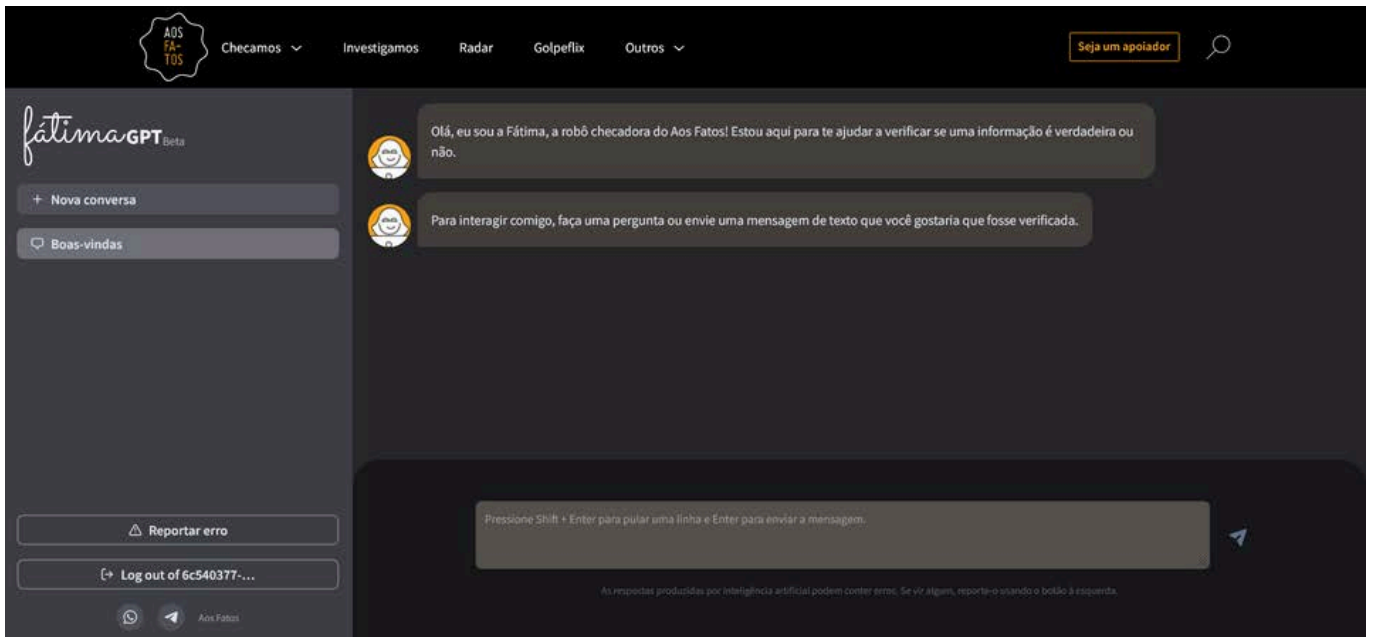 AOS
FA-
TOS
Checamos
Investigamos
Radar
Golpeflix
Outros
Seja um apoiador
fátimaGPT Beta
+ Nova conversa
Boas-vindas
Olá, eu sou a Fátima, a robô checadora do Aos Fatos! Estou aqui para te ajudar a verificar se uma informação é verdadeira ou
não.
Para interagir comigo, faça uma pergunta ou envie uma mensagem de texto que você gostaria que fosse verificada.
Reportar erro
Log out of 6c540377-...
Aos Fatos
Pressione Shift + Enter para pular uma linha e Enter para enviar a mensagem.
As respostas produzidas por inteligência artificial podem conter erros. Se vir algum, reporte-o usando o botão à esquerda.